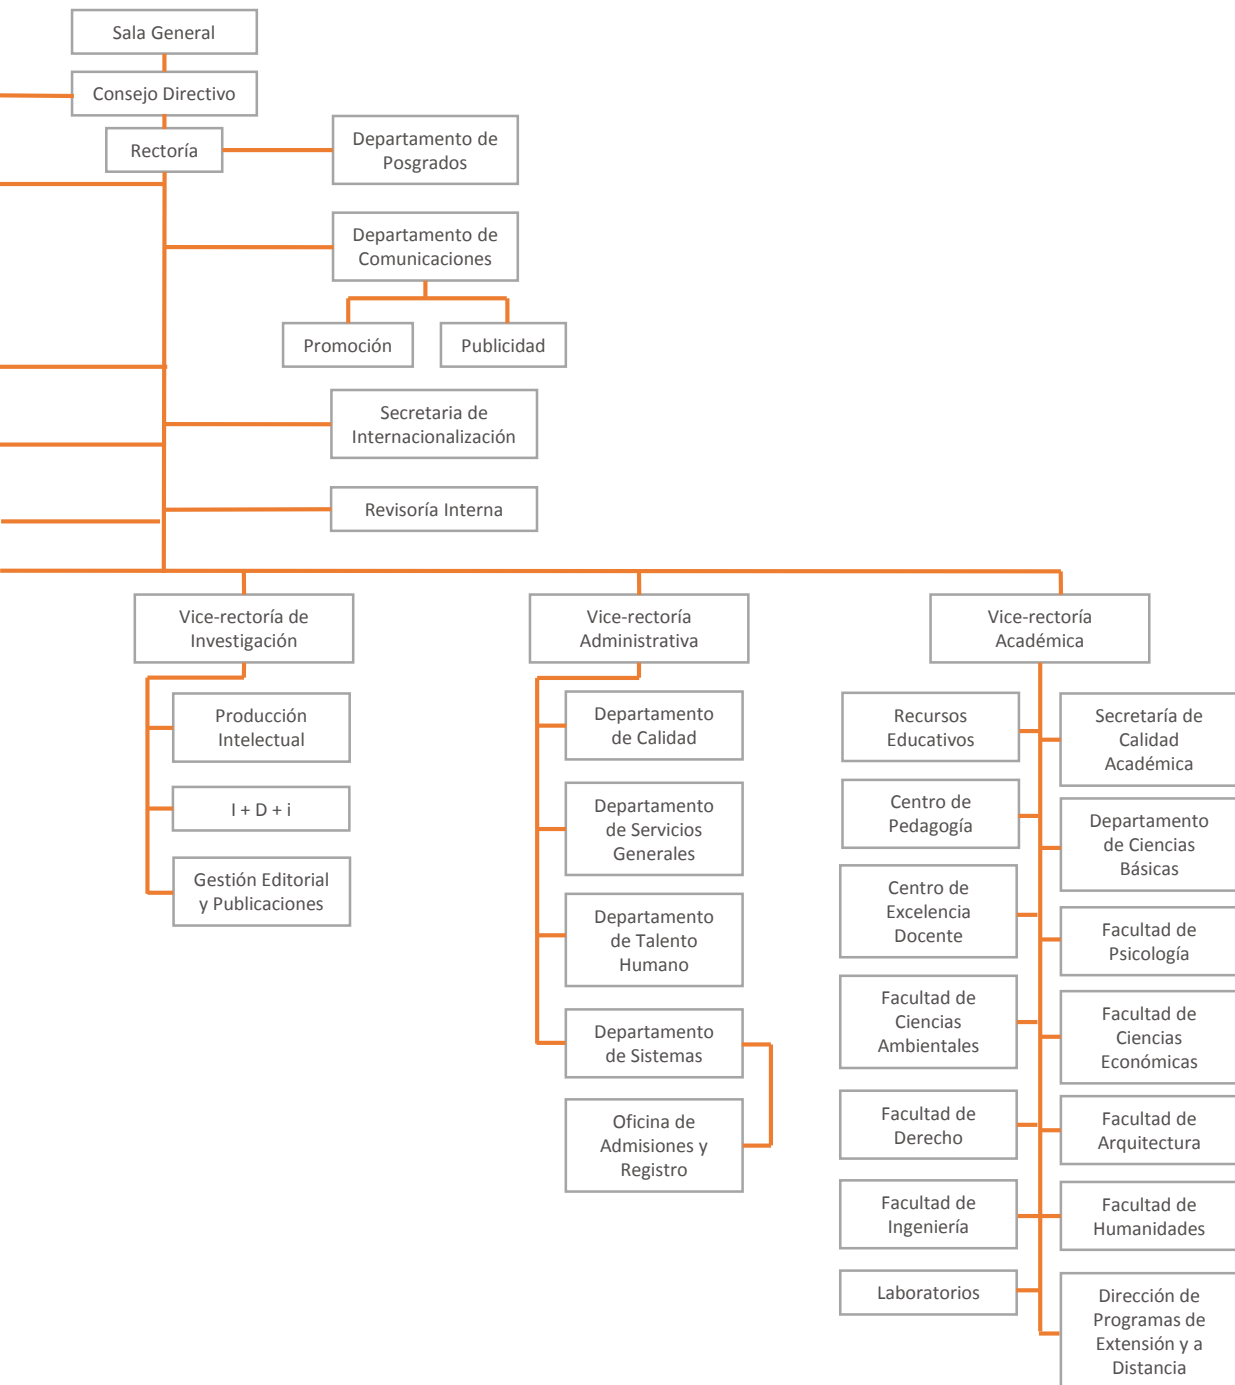 Sala General
Consejo Directivo
Rectoría
Departamento de
Posgrados
Departamento de
Comunicaciones
Promoción
Publicidad
Secretaria de
Internacionalización
Revisoría Interna
Vice-rectoría de
Investigación
Producción
Intelectual
I + D + i
Gestión Editorial
y Publicaciones
Vice-rectoría
Administrativa
Departamento
de Calidad
Departamento
de Servicios
Generales
Departamento
de Talento
Humano
Departamento
de Sistemas
Oficina de
Admisiones y
Registro
Vice-rectoría
Académica
Recursos
Educativos
Centro de
Pedagogía
Centro de
Excelencia
Docente
Facultad de
Ciencias
Ambientales
Facultad de
Derecho
Facultad de
Ingeniería
Laboratorios
Secretaría de
Calidad
Académica
Departamento
de Ciencias
Básicas
Facultad de
Psicología
Facultad de
Ciencias
Económicas
Facultad de
Arquitectura
Facultad de
Humanidades
Dirección de
Programas de
Extensión y a
Distancia